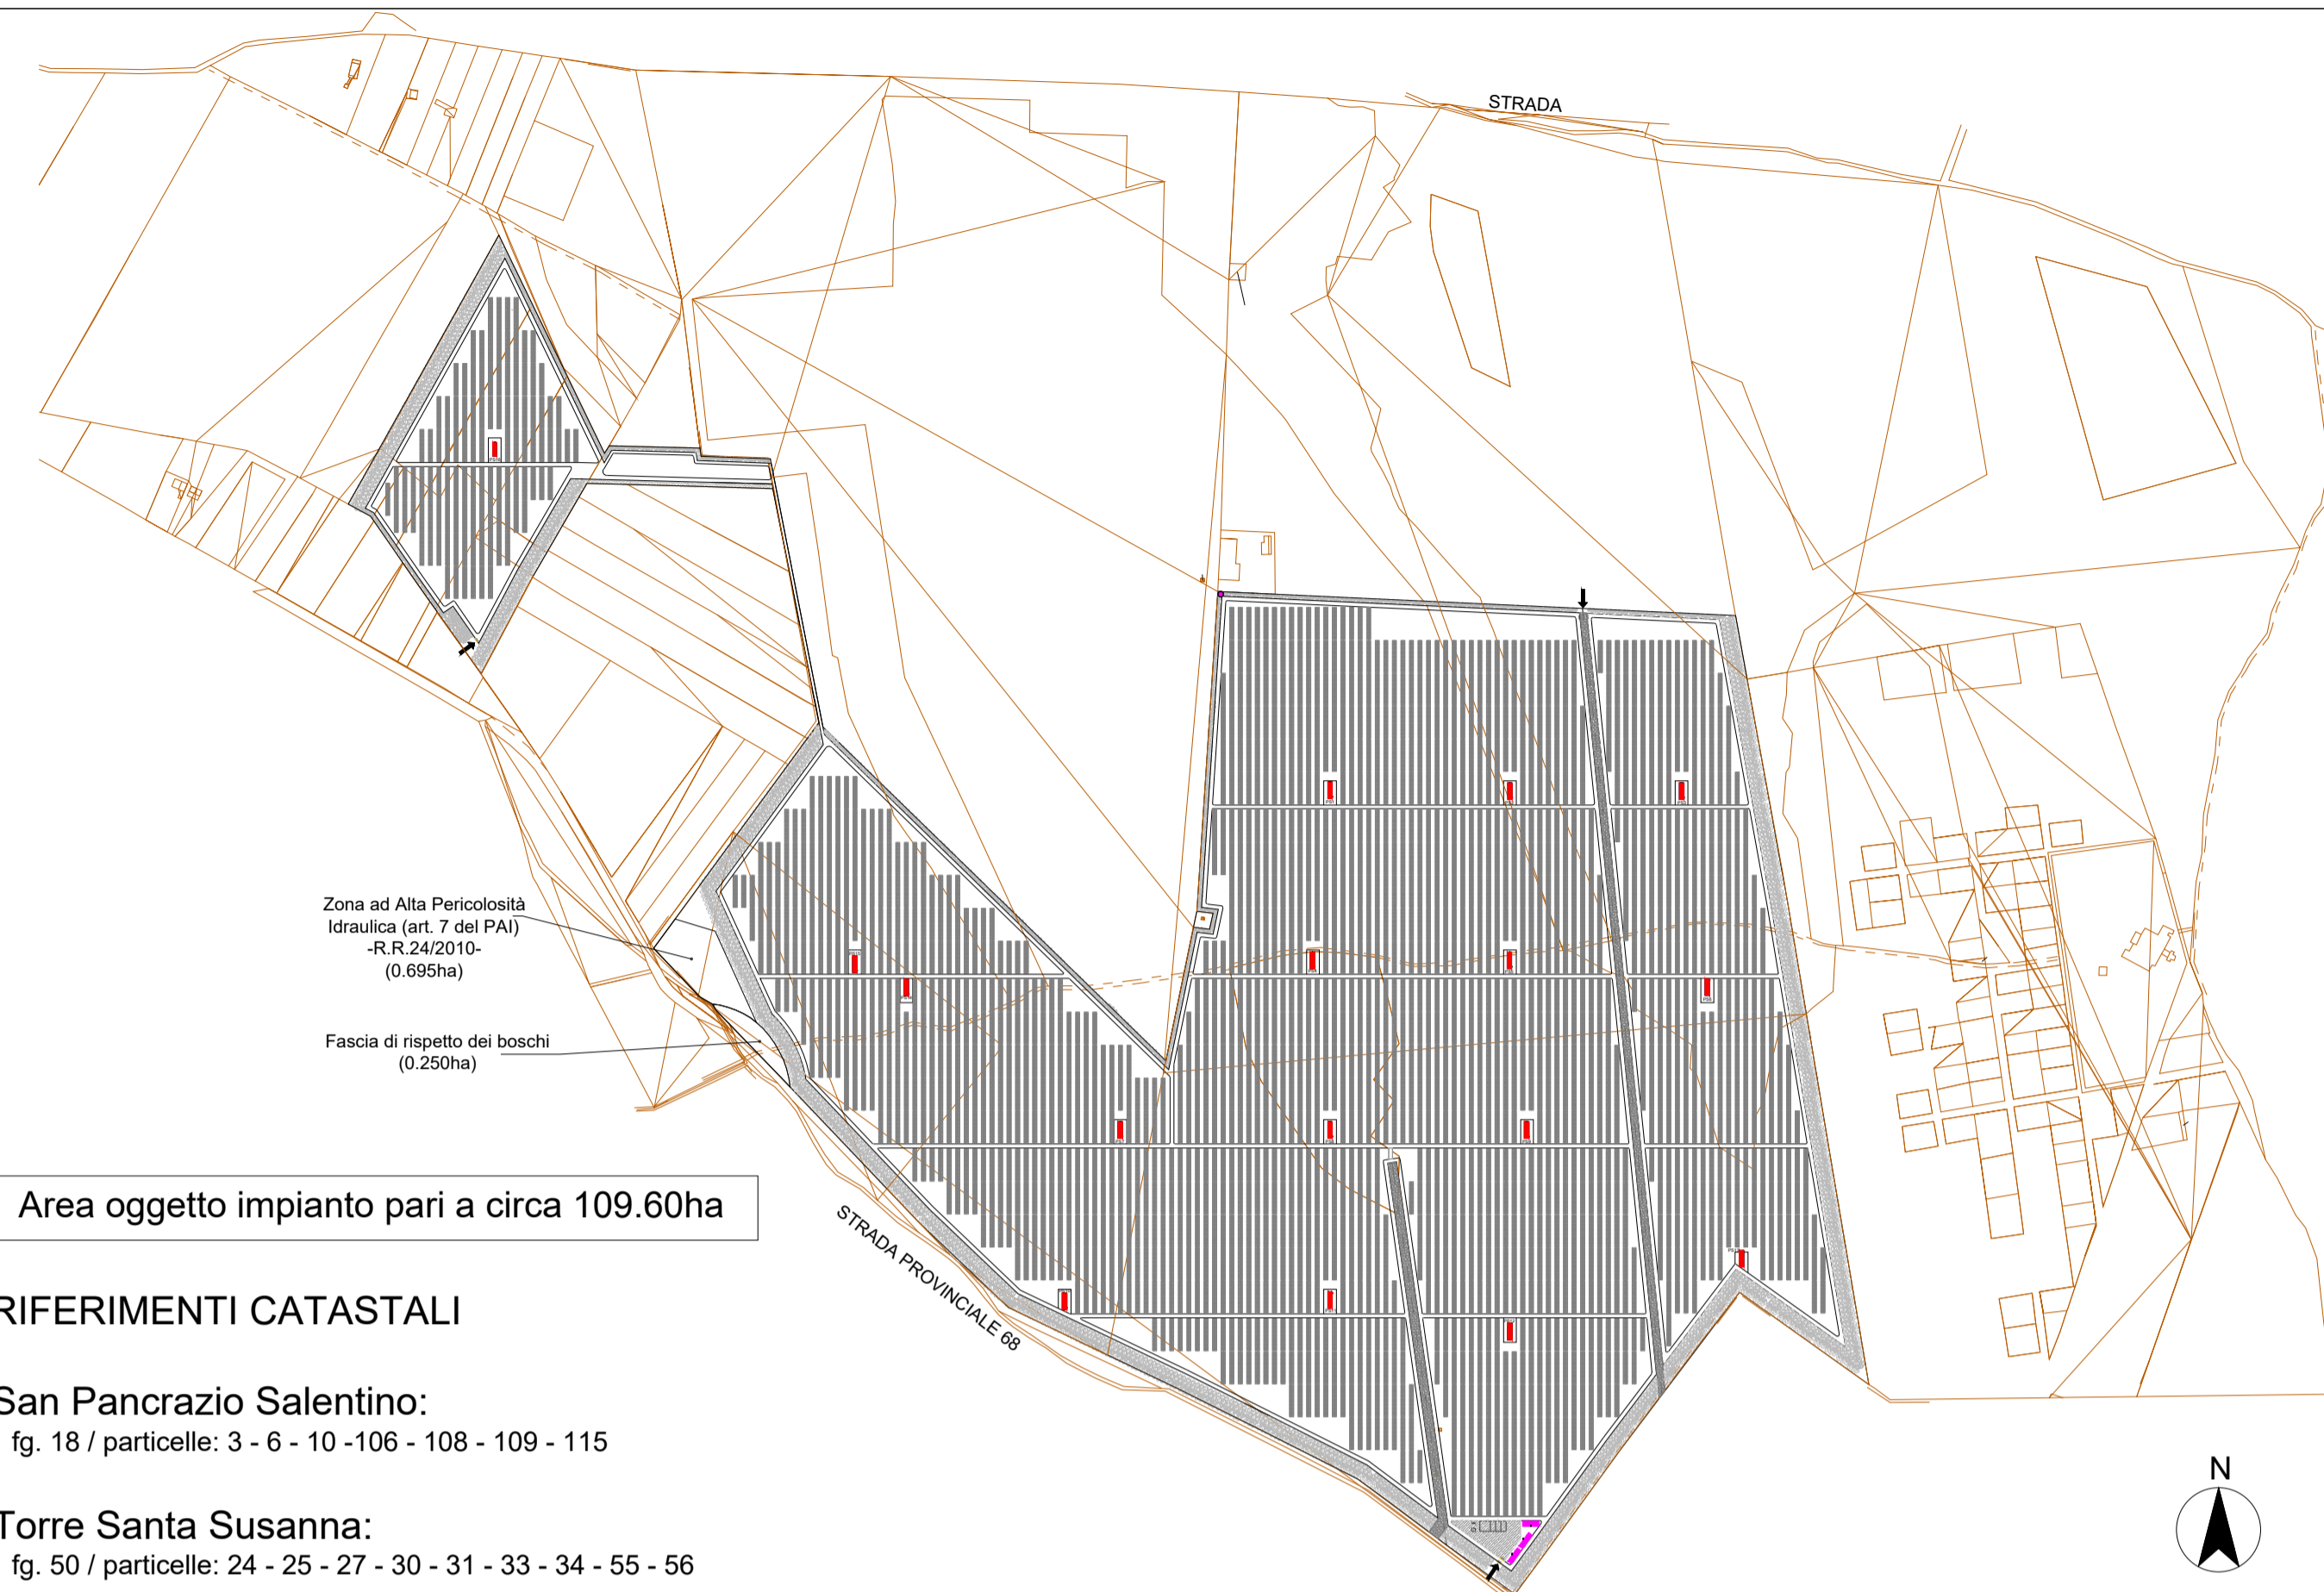 STRADA
Zona ad Alta Pericolosità
Idraulica (art. 7 del PAI)
-R.R.24/2010-
(0.695ha)
Fascia di rispetto dei boschi
(0.250ha)
STRADA PROVINCIALE 68
Area oggetto impianto pari a circa 109.60ha
RIFERIMENTI CATASTALI
San Pancrazio Salentino:
fg. 18 / particelle: 3 - 6 - 10 -106 - 108 - 109 - 115
Torre Santa Susanna:
fg. 50 / particelle: 24 - 25 - 27 - 30 - 31 - 33 - 34 - 55 - 56
N